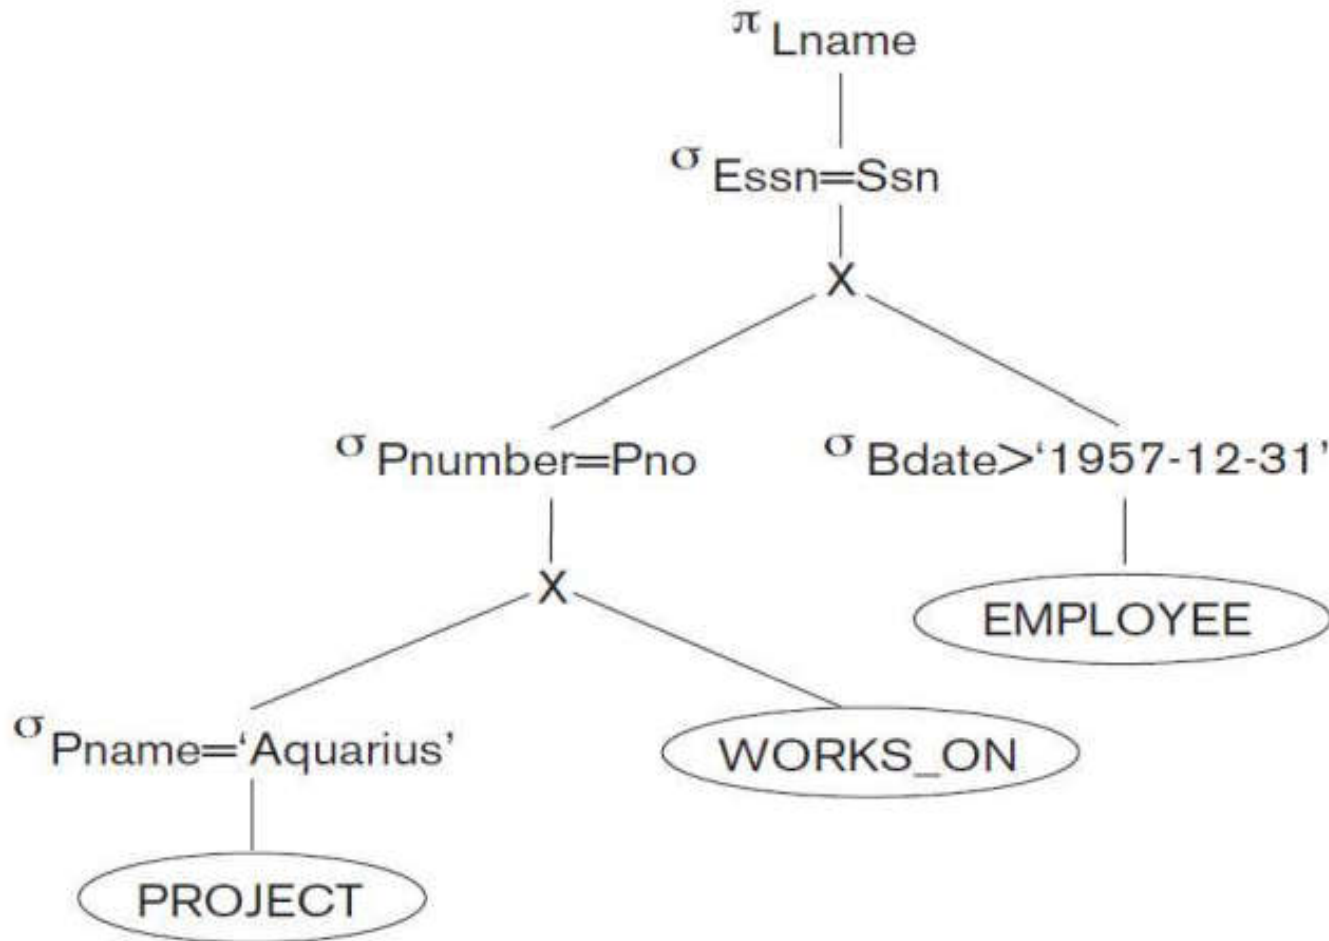 π Lname
σ Essn=Ssn
X
σ Pnumber=Pno
σ Bdate>‘1957-12-31’
X
EMPLOYEE
σ Pname=‘Aquarius’
WORKS_ON
PROJECT